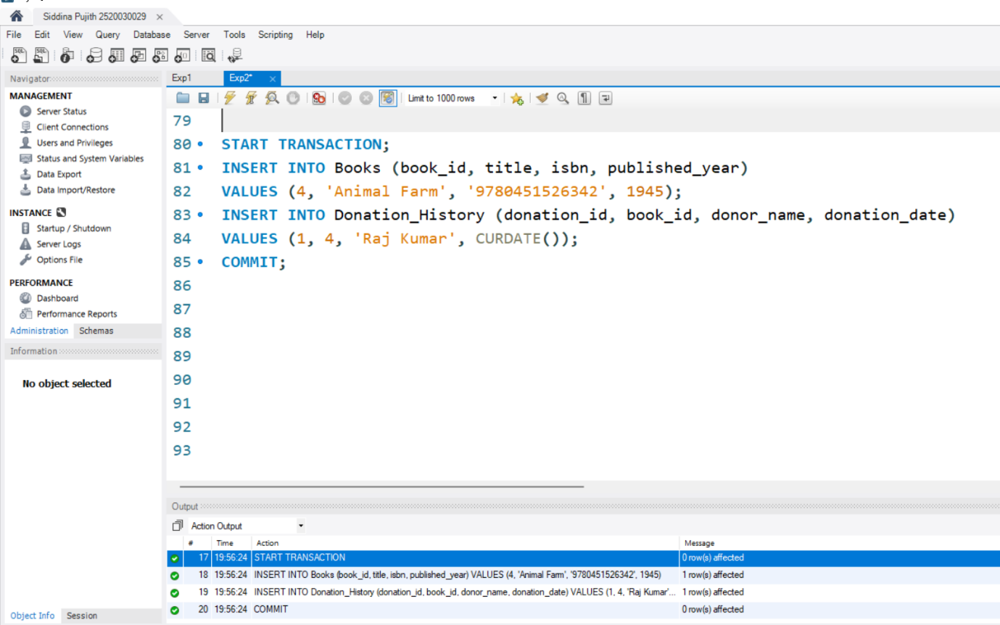 Siddina Pujith 2520030029 ×
File Edit View Query Database Server Tools Scripting Help
Navigator
MANAGEMENT
Server Status
Client Connections
Users and Privileges
Status and System Variables
Data Export
Data Import/Restore
INSTANCE
Startup / Shutdown
Server Logs
Options File
PERFORMANCE
Dashboard
Performance Reports
Administration Schemas
Information
No object selected
Object Info Session
Exp1 Exp2* ×
Limit to 1000 rows
79
80 START TRANSACTION;
81 INSERT INTO Books (book_id, title, isbn, published_year)
82 VALUES (4, 'Animal Farm', '9780451526342', 1945);
83 INSERT INTO Donation_History (donation_id, book_id, donor_name, donation_date)
84 VALUES (1, 4, 'Raj Kumar', CURDATE());
85 COMMIT;
86
87
88
89
90
91
92
93
Output
Action Output
# Time Action Message
17 19:56:24 START TRANSACTION 0 row(s) affected
18 19:56:24 INSERT INTO Books (book_id, title, isbn, published_year) VALUES (4, 'Animal Farm', '9780451526342', 1945) 1 row(s) affected
19 19:56:24 INSERT INTO Donation_History (donation_id, book_id, donor_name, donation_date) VALUES (1, 4, 'Raj Kumar'... 1 row(s) affected
20 19:56:24 COMMIT 0 row(s) affected